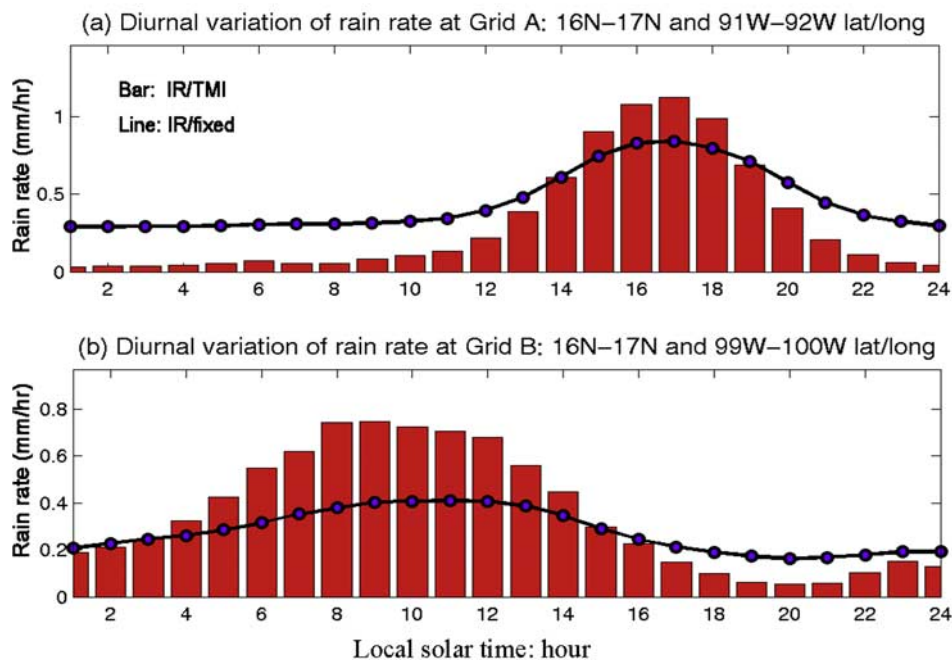 (a) Diurnal variation of rain rate at Grid A: 16N–17N and 91W–92W lat/long
Rain rate (mm/hr)
Bar: IR/TMI
Line: IR/fixed
1
0.5
0
2 4 6 8 10 12 14 16 18 20 22 24
(b) Diurnal variation of rain rate at Grid B: 16N–17N and 99W–100W lat/long
Rain rate (mm/hr)
0.8
0.6
0.4
0.2
0
2 4 6 8 10 12 14 16 18 20 22 24
Local solar time: hour